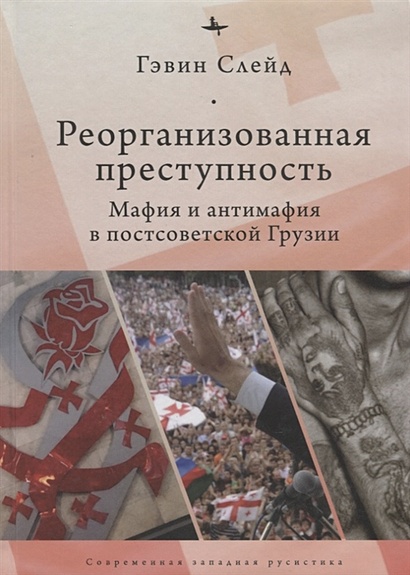 Гэвин Слейд
Реорганизованная
преступность
Мафия и антимафия
в постсоветской Грузии
Современная западная русистика